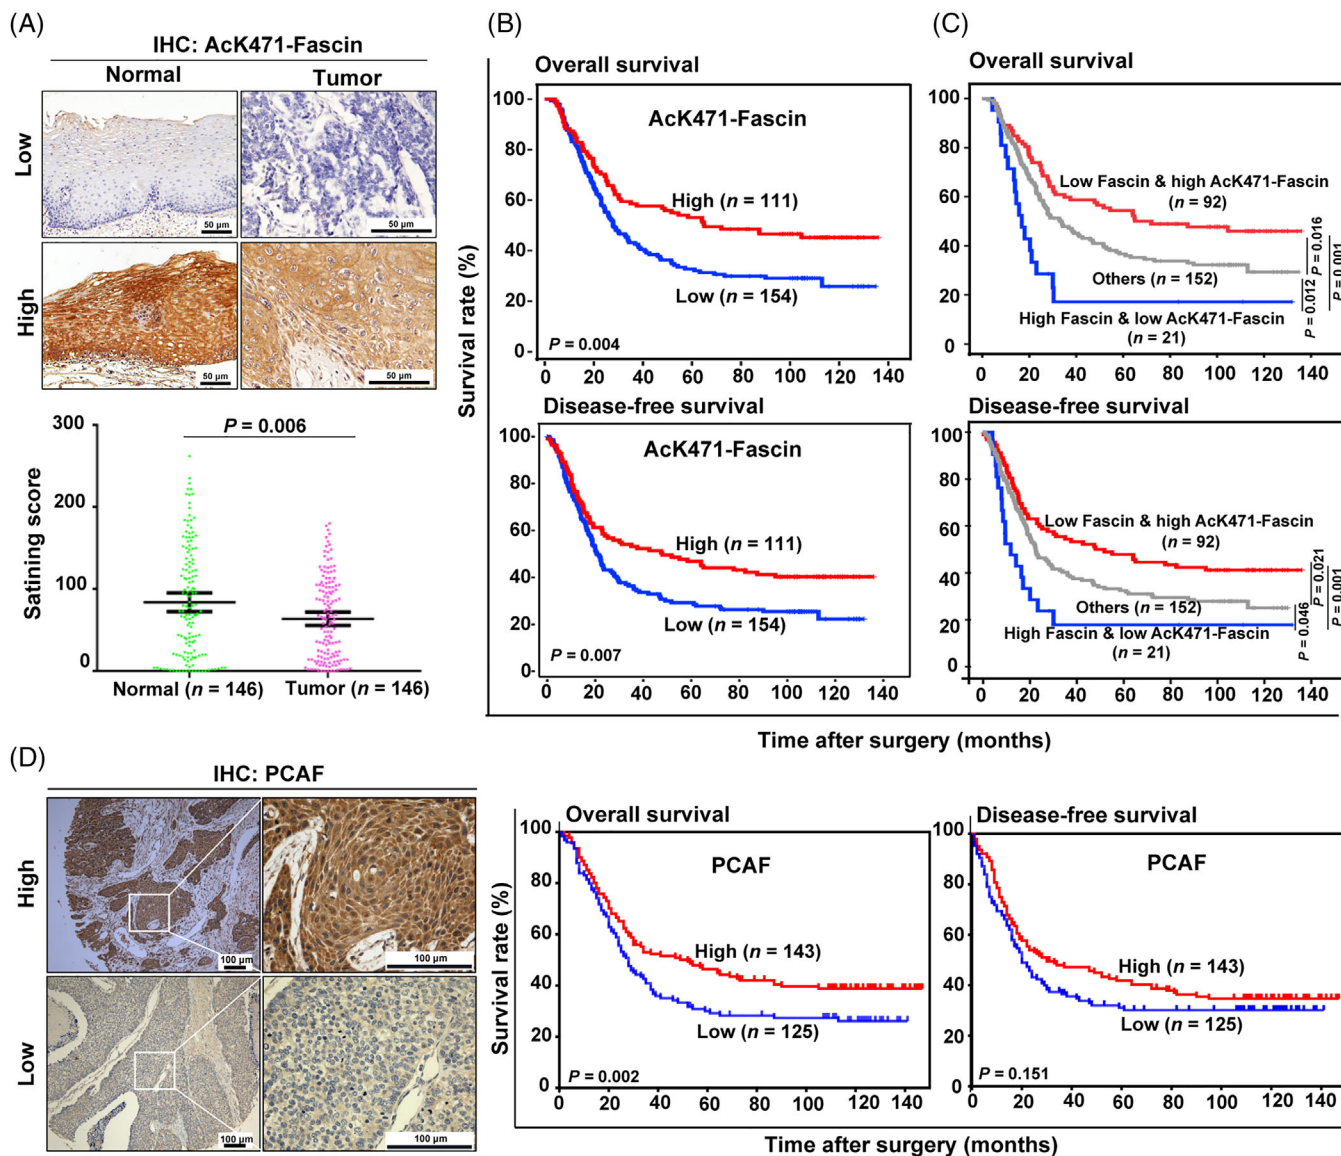 (A)
IHC: AcK471-Fascin
Normal Tumor
Low
50 μm 50 μm
High
50 μm 50 μm
P = 0.006
300
200
100
0
Satining score
Normal (n = 146) Tumor (n = 146)
(B)
Overall survival
AcK471-Fascin
100-
80-
60-
40-
20-
0-
High (n = 111)
Low (n = 154)
P = 0.004
0 20 40 60 80 100 120 140
Disease-free survival
AcK471-Fascin
100-
80-
60-
40-
20-
0-
High (n = 111)
Low (n = 154)
P = 0.007
0 20 40 60 80 100 120 140
Survival rate (%)
(C)
Overall survival
100
80
60
40
20
0
Low Fascin & high AcK471-Fascin
(n = 92)
Others (n = 152)
High Fascin & low AcK471-Fascin
(n = 21)
P = 0.012
P = 0.016
P = 0.001
0 20 40 60 80 100 120 140
Disease-free survival
100
80
60
40
20
0
Low Fascin & high AcK471-Fascin
(n = 92)
Others (n = 152)
High Fascin & low AcK471-Fascin
(n = 21)
P = 0.046
P = 0.021
P = 0.001
0 20 40 60 80 100 120 140
Time after surgery (months)
(D)
IHC: PCAF
High
100 μm 100 μm
Low
100 μm 100 μm
Overall survival
PCAF
100
80
60
40
20
0
High (n = 143)
Low (n = 125)
P = 0.002
0 20 40 60 80 100 120 140
Survival rate (%)
Disease-free survival
PCAF
100
80
60
40
20
0
High (n = 143)
Low (n = 125)
P = 0.151
0 20 40 60 80 100 120 140
Time after surgery (months)